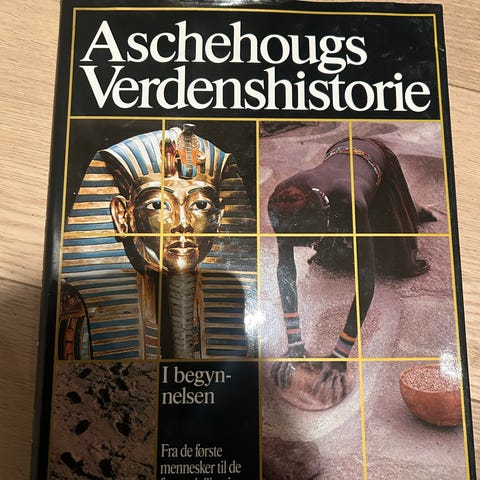 Aschehougs
Verdenshistorie
I begyn-
nelsen
Fra de første
mennesker til de